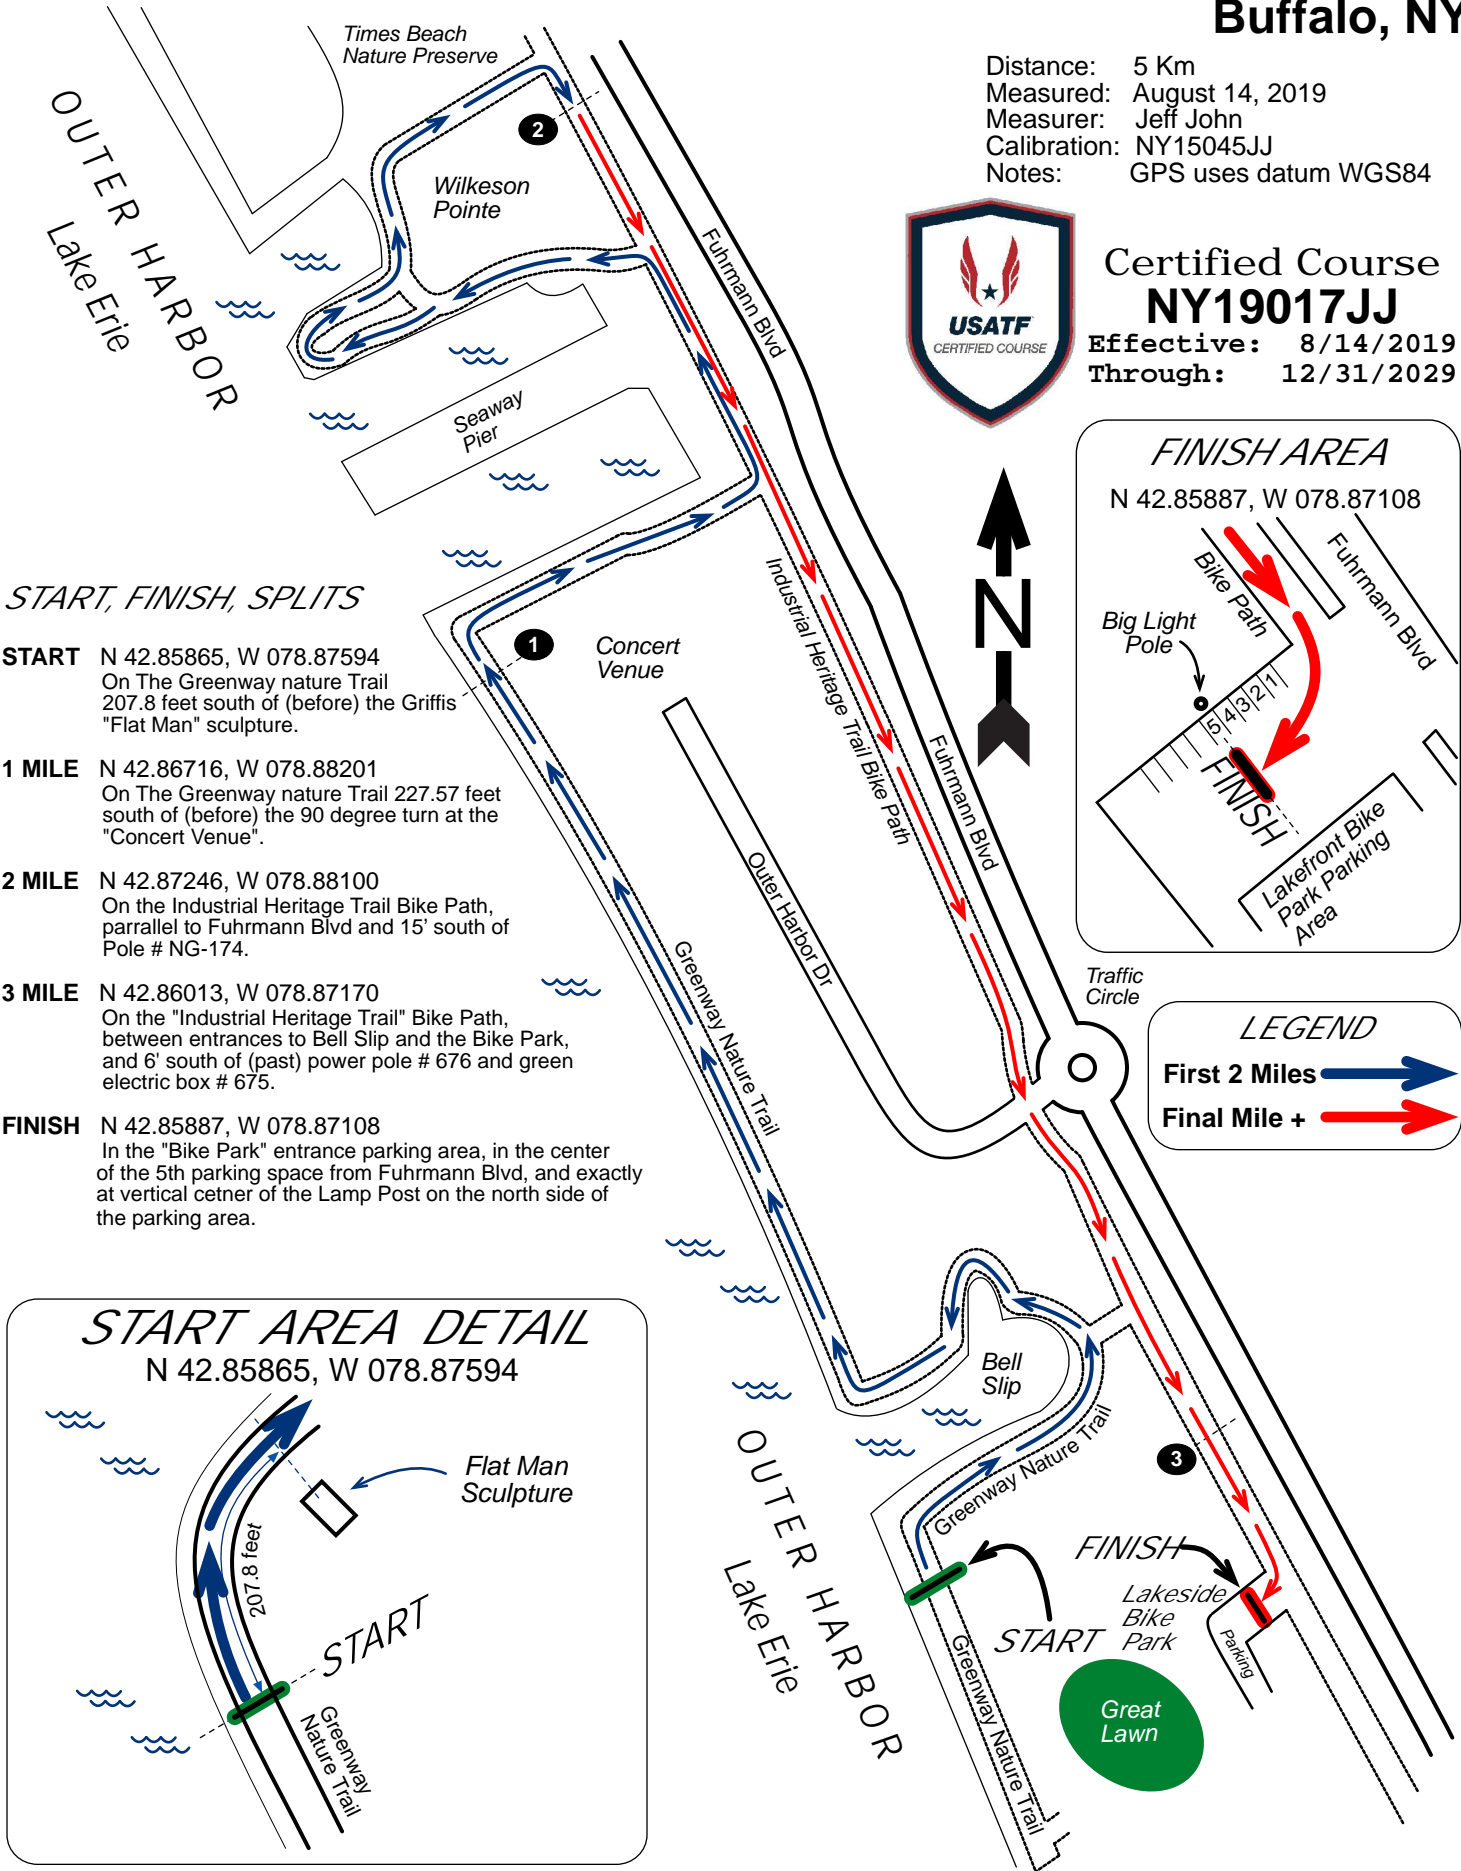 Buffalo, NY
Distance: 5 Km
Measured: August 14, 2019
Measurer: Jeff John
Calibration: NY15045JJ
Notes: GPS uses datum WGS84
USATF
CERTIFIED COURSE
Certified Course
NY19017JJ
Effective: 8/14/2019
Through: 12/31/2029
Times Beach
Nature Preserve
OUTER HARBOR
Lake Erie
2
Wilkeson
Pointe
Fuhrmann Blvd
Seaway
Pier
FINISH AREA
N 42.85887, W 078.87108
Bike Path
Fuhrmann Blvd
Big Light
Pole
5 4 3 2 1
FINISH
Lakefront Bike
Park Parking
Area
N
START, FINISH, SPLITS
START N 42.85865, W 078.87594
On The Greenway nature Trail
207.8 feet south of (before) the Griffis
"Flat Man" sculpture.
1 MILE N 42.86716, W 078.88201
On The Greenway nature Trail 227.57 feet
south of (before) the 90 degree turn at the
"Concert Venue".
2 MILE N 42.87246, W 078.88100
On the Industrial Heritage Trail Bike Path,
parrallel to Fuhrmann Blvd and 15' south of
Pole # NG-174.
3 MILE N 42.86013, W 078.87170
On the "Industrial Heritage Trail" Bike Path,
between entrances to Bell Slip and the Bike Park,
and 6' south of (past) power pole # 676 and green
electric box # 675.
FINISH N 42.85887, W 078.87108
In the "Bike Park" entrance parking area, in the center
of the 5th parking space from Fuhrmann Blvd, and exactly
at vertical cetner of the Lamp Post on the north side of
the parking area.
1
Concert
Venue
Industrial Heritage Trail Bike Path
Fuhrmann Blvd
Outer Harbor Dr
Greenway Nature Trail
Traffic
Circle
LEGEND
First 2 Miles
Final Mile +
START AREA DETAIL
N 42.85865, W 078.87594
Flat Man
Sculpture
207.8 feet
START
Greenway
Nature Trail
Bell
Slip
Greenway Nature Trail
3
OUTER HARBOR
Lake Erie
FINISH
START
Lakeside
Bike
Park
Parking
Great
Lawn
Greenway Nature Trail